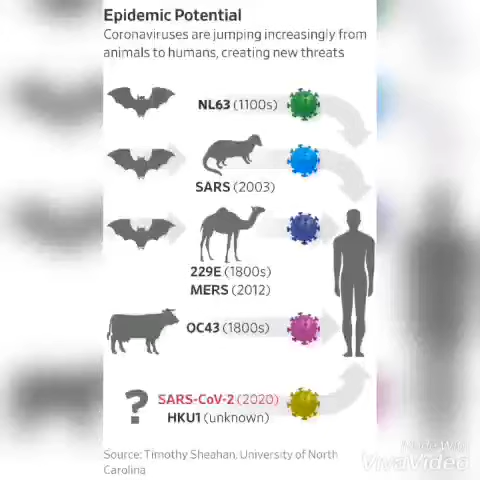 Epidemic Potential
Coronaviruses are jumping increasingly from
animals to humans, creating new threats
NL63 (1100s)
SARS (2003)
229E (1800s)
MERS (2012)
OC43 (1800s)
?
SARS-CoV-2 (2020)
HKU1 (unknown)
Source: Timothy Sheahan, University of North
Carolina
VivaVideo